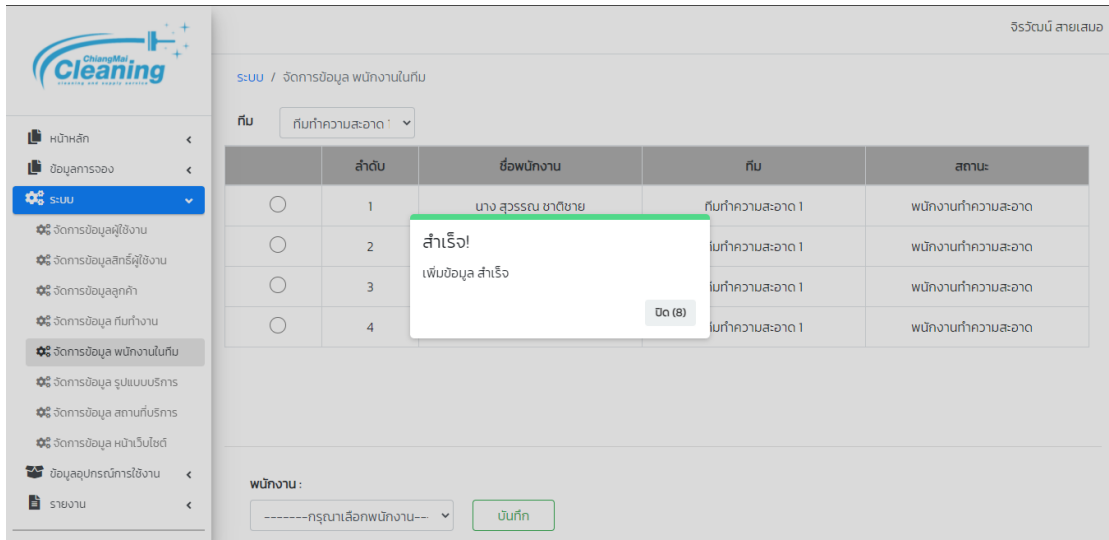 ChiangMai
Cleaning
cleaning and supply service
จิรวัฒน์ สายเสมอ
ระบบ / จัดการข้อมูล พนักงานในทีม
ทีม ทีมทำความสะอาด 1
หน้าหลัก
ข้อมูลการจอง
ระบบ
จัดการข้อมูลผู้ใช้งาน
จัดการข้อมูลสิทธิ์ผู้ใช้งาน
จัดการข้อมูลลูกค้า
จัดการข้อมูล ทีมทำงาน
จัดการข้อมูล พนักงานในทีม
จัดการข้อมูล รูปแบบบริการ
จัดการข้อมูล สถานที่บริการ
จัดการข้อมูล หน้าเว็บไซต์
ข้อมูลอุปกรณ์การใช้งาน
รายงาน
ลำดับ ชื่อพนักงาน ทีม สถานะ
1 นาง สุวรรณ ชาติชาย ทีมทำความสะอาด 1 พนักงานทำความสะอาด
2 ทีมทำความสะอาด 1 พนักงานทำความสะอาด
3 ทีมทำความสะอาด 1 พนักงานทำความสะอาด
4 ทีมทำความสะอาด 1 พนักงานทำความสะอาด
สำเร็จ!
เพิ่มข้อมูล สำเร็จ
ปิด (8)
พนักงาน :
-------กรุณาเลือกพนักงาน---
บันทึก